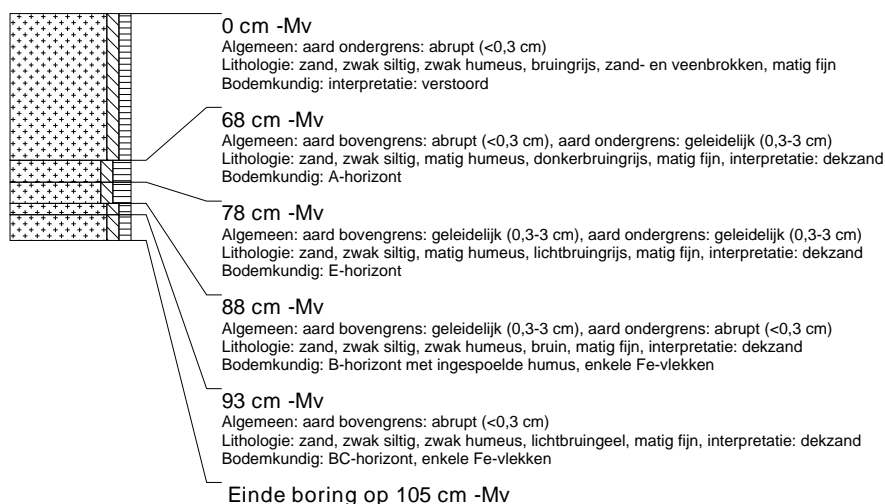 0 cm -Mv
Algemeen: aard ondergrens: abrupt (<0,3 cm)
Lithologie: zand, zwak siltig, zwak humeus, bruingrijs, zand- en veenbrokken, matig fijn
Bodemkundig: interpretatie: verstoord
68 cm -Mv
Algemeen: aard bovengrens: abrupt (<0,3 cm), aard ondergrens: geleidelijk (0,3-3 cm)
Lithologie: zand, zwak siltig, matig humeus, donkerbruingrijs, matig fijn, interpretatie: dekzand
Bodemkundig: A-horizont
78 cm -Mv
Algemeen: aard bovengrens: geleidelijk (0,3-3 cm), aard ondergrens: geleidelijk (0,3-3 cm)
Lithologie: zand, zwak siltig, matig humeus, lichtbruingrijs, matig fijn, interpretatie: dekzand
Bodemkundig: E-horizont
88 cm -Mv
Algemeen: aard bovengrens: geleidelijk (0,3-3 cm), aard ondergrens: abrupt (<0,3 cm)
Lithologie: zand, zwak siltig, zwak humeus, bruin, matig fijn, interpretatie: dekzand
Bodemkundig: B-horizont met ingespoelde humus, enkele Fe-vlekken
93 cm -Mv
Algemeen: aard bovengrens: abrupt (<0,3 cm)
Lithologie: zand, zwak siltig, zwak humeus, lichtbruingeel, matig fijn, interpretatie: dekzand
Bodemkundig: BC-horizont, enkele Fe-vlekken
Einde boring op 105 cm -Mv